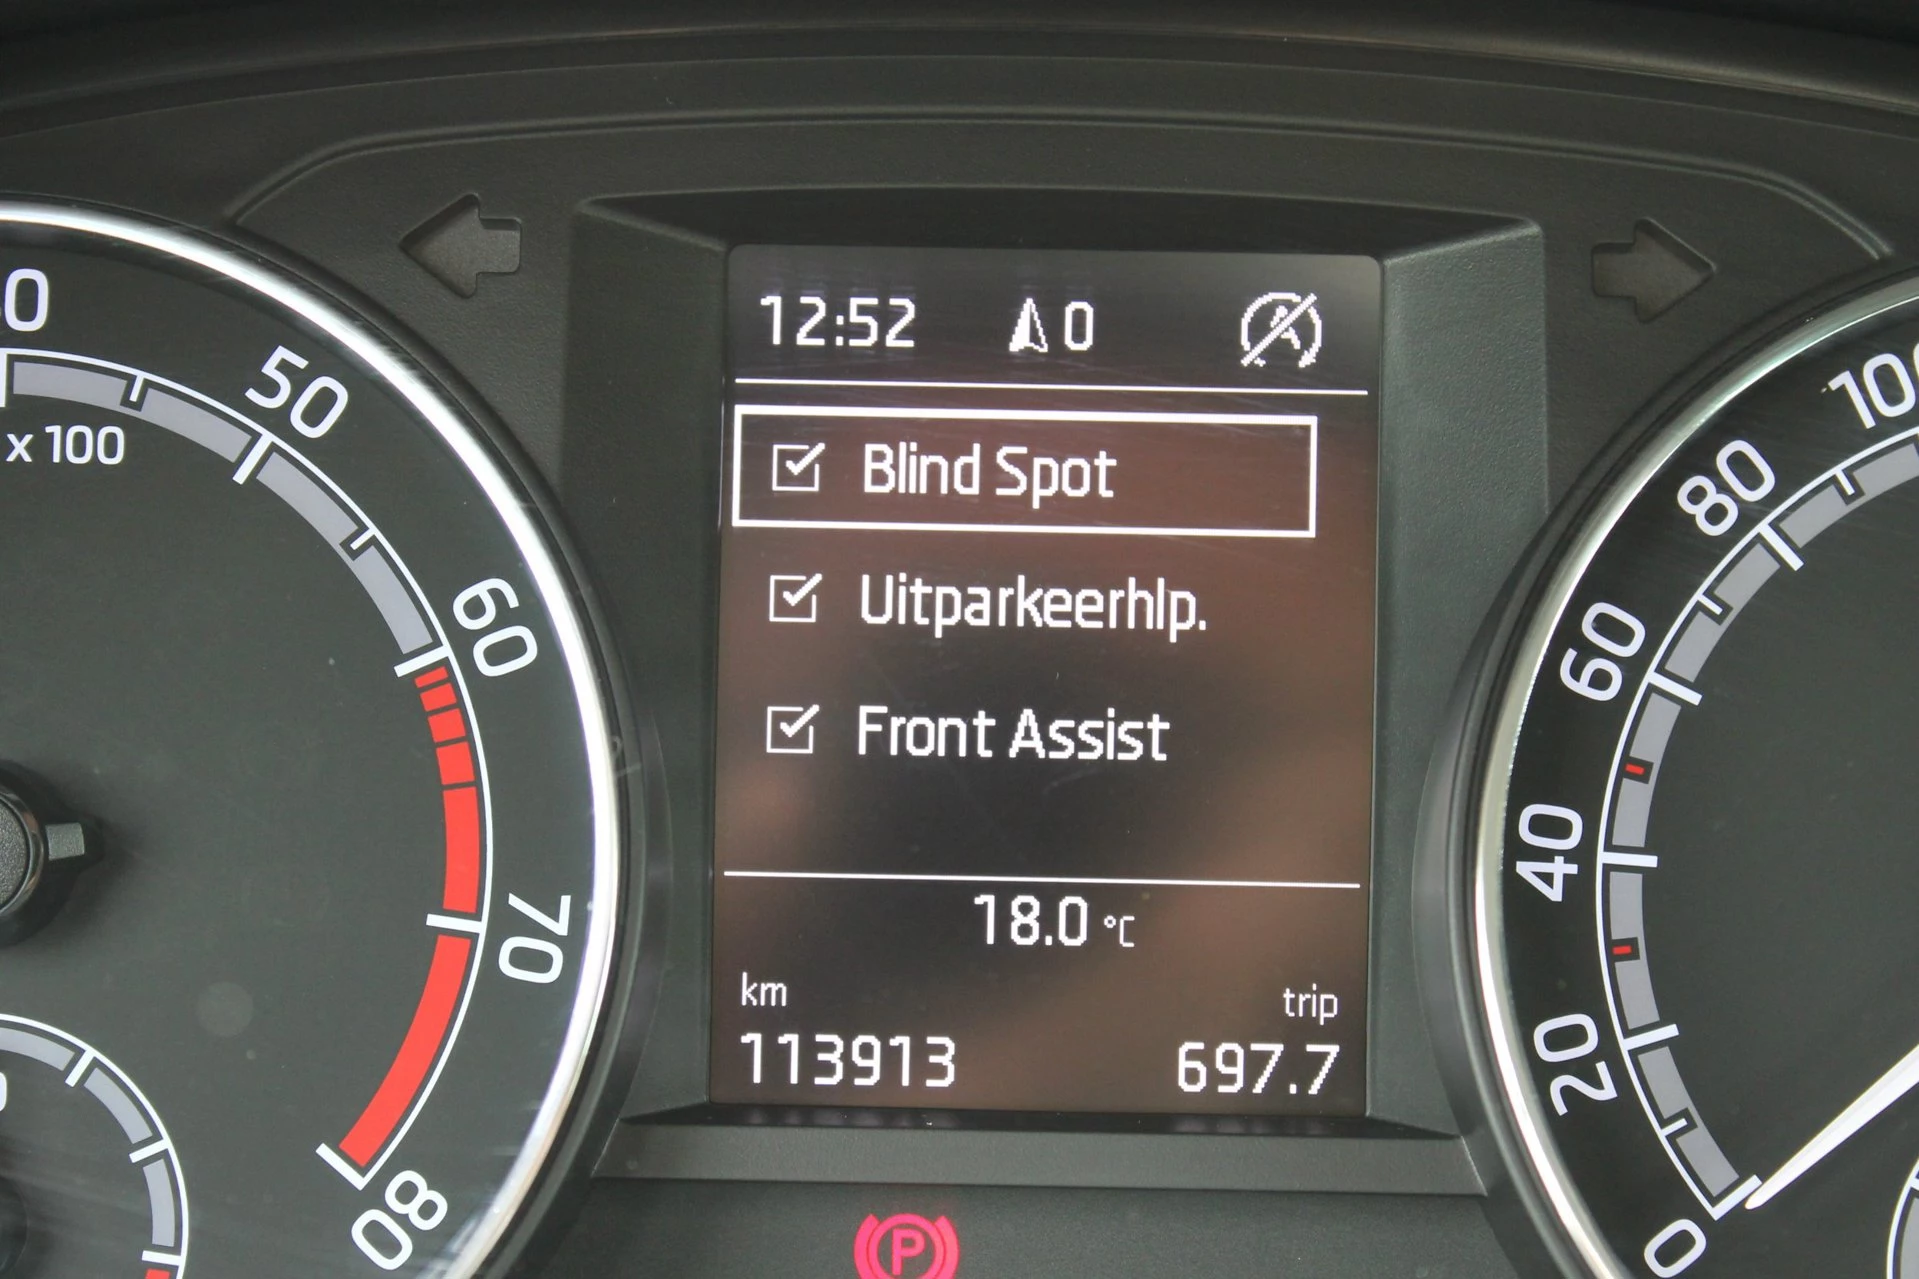 12:52 0
Blind Spot
Uitparkeerhlp.
Front Assist
18.0 °C
km trip
113913 697.7
50
x 100
60
70
80
100
80
60
40
20
0
P